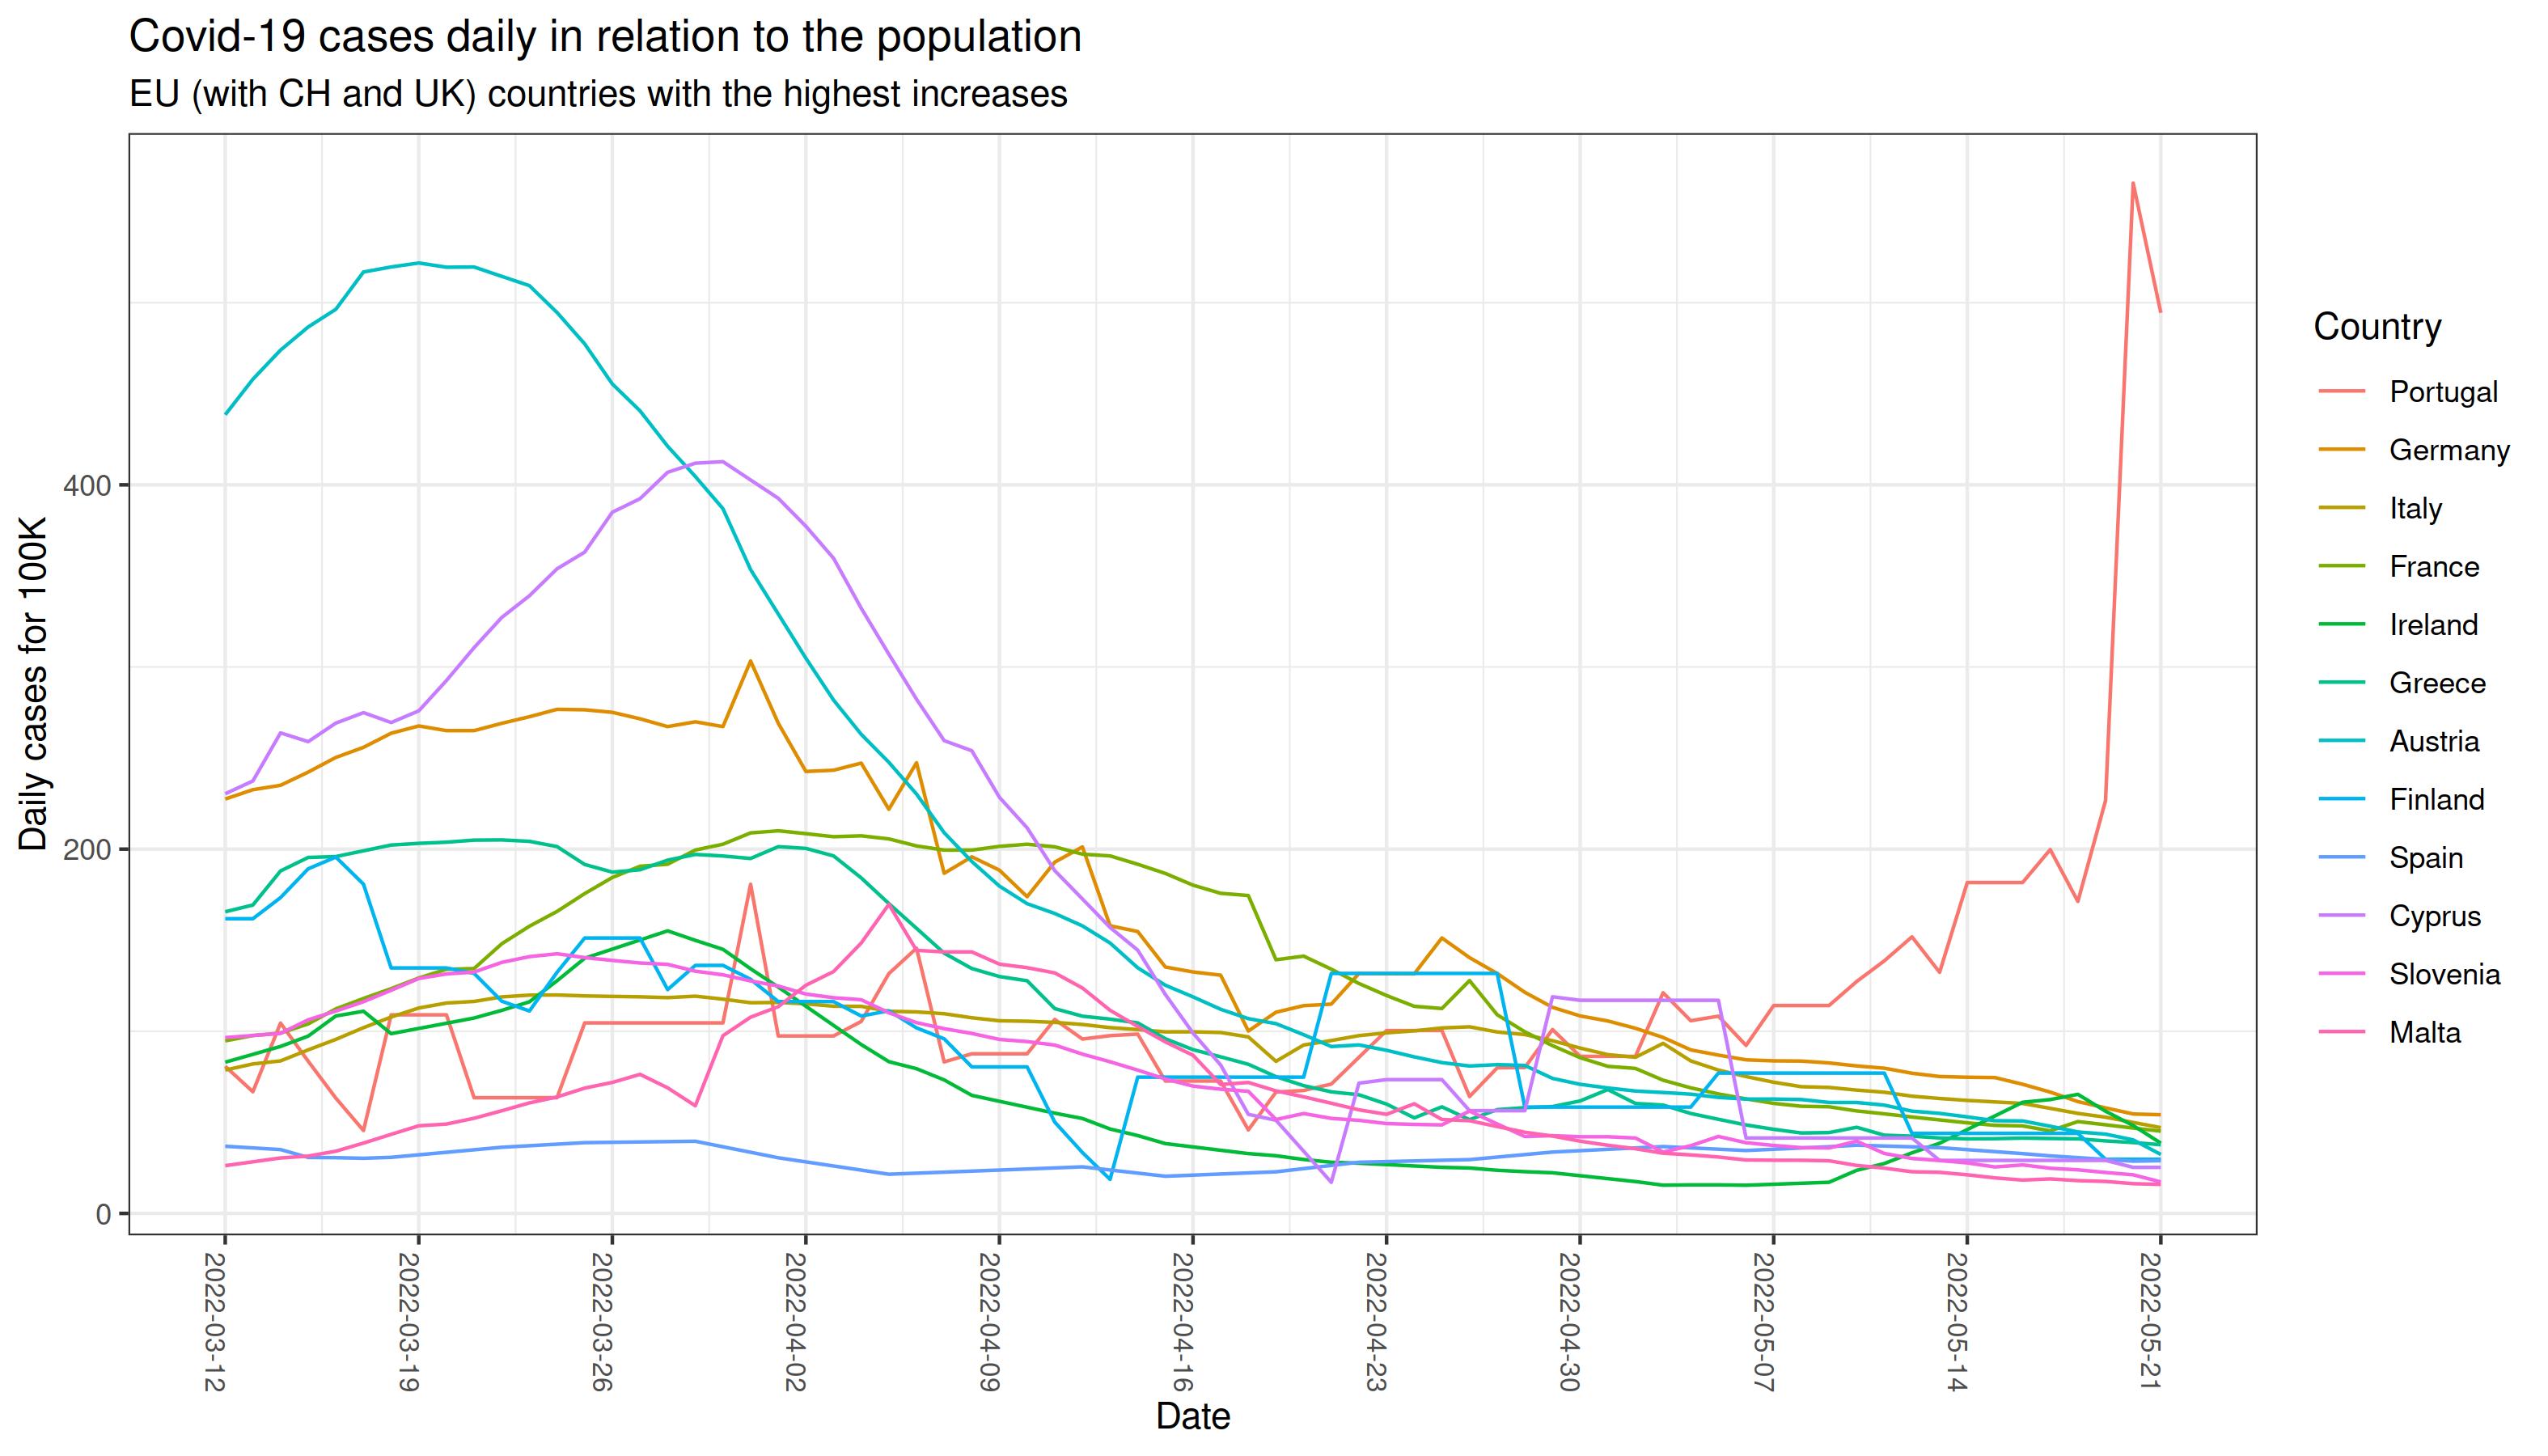 Covid-19 cases daily in relation to the population
EU (with CH and UK) countries with the highest increases
Daily cases for 100K
400
200
0
2022-03-12
2022-03-19
2022-03-26
2022-04-02
2022-04-09
2022-04-16
2022-04-23
2022-04-30
2022-05-07
2022-05-14
2022-05-21
Date
Country
Portugal
Germany
Italy
France
Ireland
Greece
Austria
Finland
Spain
Cyprus
Slovenia
Malta